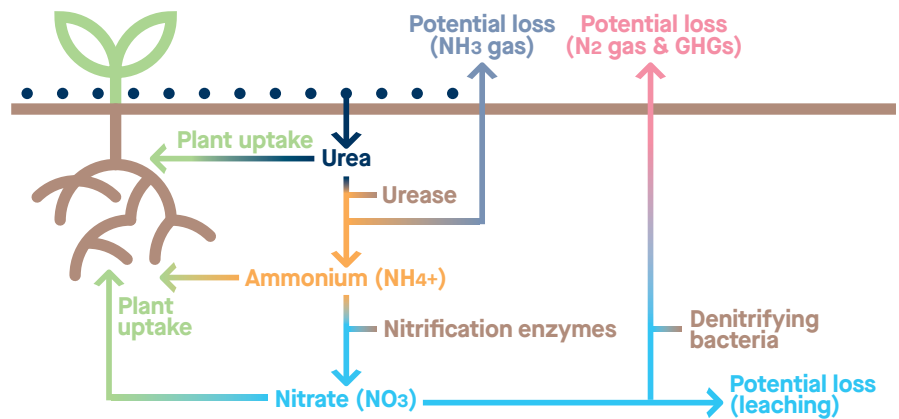 Potential loss
(NH3 gas)
Potential loss
(N2 gas & GHGs)
Plant uptake
Urea
Urease
Ammonium (NH4+)
Plant
uptake
Nitrification enzymes
Denitrifying
bacteria
Nitrate (NO3)
Potential loss
(leaching)